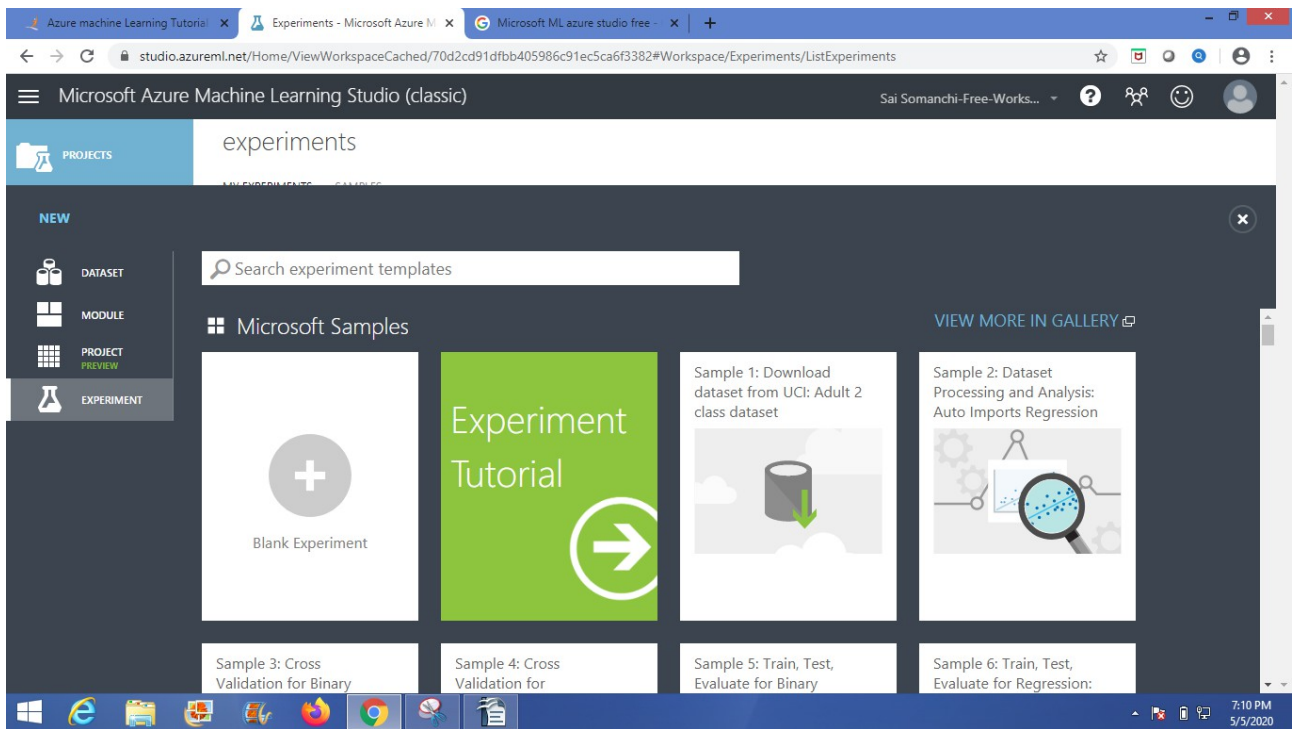 Azure machine Learning Tutorial
Experiments - Microsoft Azure M
Microsoft ML azure studio free -
studio.azureml.net/Home/ViewWorkspaceCached/70d2cd91dfbb405986c91ec5ca6f3382#Workspace/Experiments/ListExperiments
Microsoft Azure Machine Learning Studio (classic)
Sai Somanchi-Free-Works...
PROJECTS
experiments
MY EXPERIMENTS
SAMPLES
NEW
DATASET
MODULE
PROJECT
PREVIEW
EXPERIMENT
Search experiment templates
Microsoft Samples
VIEW MORE IN GALLERY
Blank Experiment
Experiment
Tutorial
Sample 1: Download
dataset from UCI: Adult 2
class dataset
Sample 2: Dataset
Processing and Analysis:
Auto Imports Regression
Sample 3: Cross
Validation for Binary
Sample 4: Cross
Validation for
Sample 5: Train, Test,
Evaluate for Binary
Sample 6: Train, Test,
Evaluate for Regression:
7:10 PM
5/5/2020